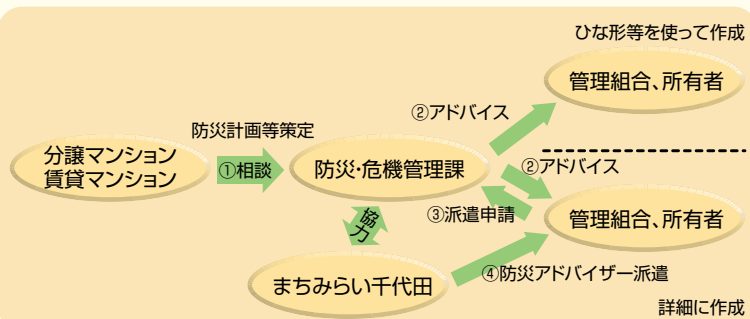 ひな形等を使って作成
管理組合、所有者
②アドバイス
防災計画等策定
分譲マンション
賃貸マンション
①相談
防災・危機管理課
②アドバイス
③派遣申請
管理組合、所有者
協力
まちみらい千代田
④防災アドバイザー派遣
詳細に作成